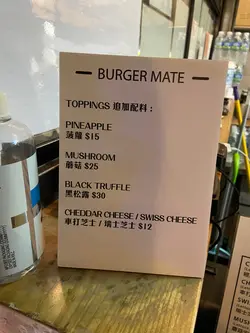 BURGER MATE
TOPPINGS 追加配料：
PINEAPPLE
菠蘿 $15
MUSHROOM
蘑菇 $25
BLACK TRUFFLE
黑松露 $30
CHEDDAR CHEESE / SWISS CHEESE
車打芝士 / 瑞士芝士 $12